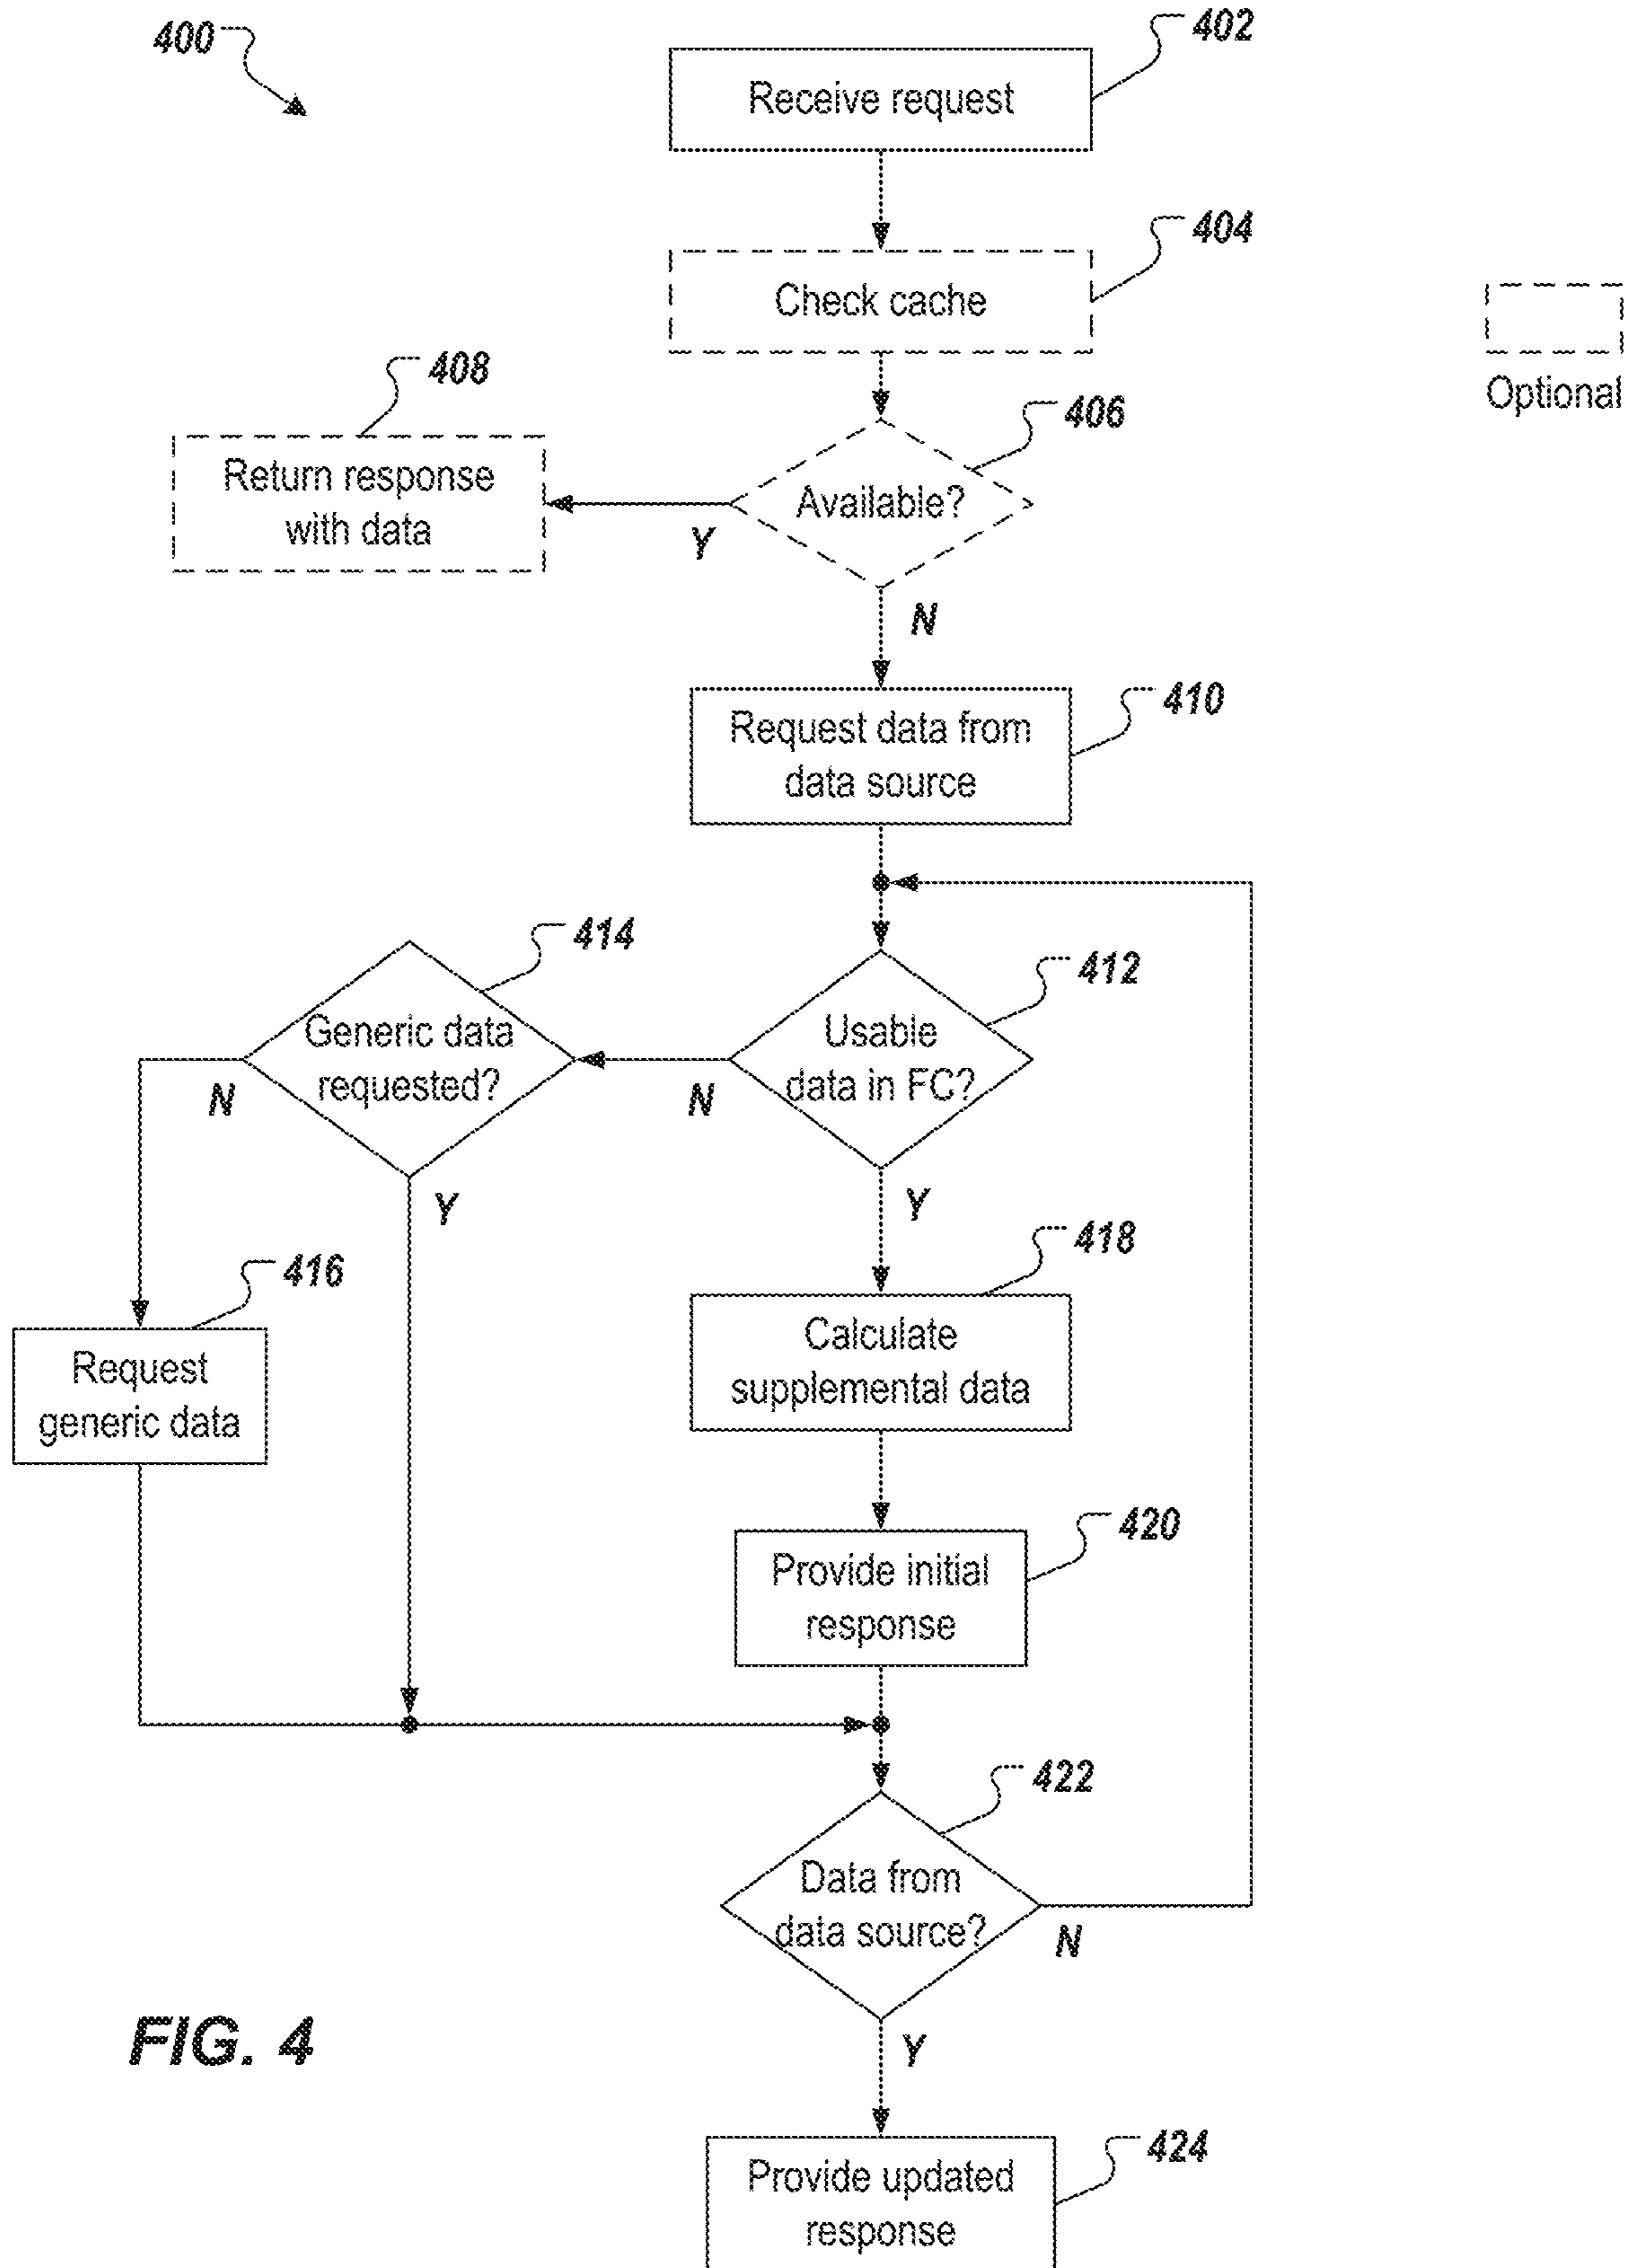 400
402
Receive request
404
Check cache
Optional
408
406
Return response
with data
Available?
Y
N
410
Request data from
data source
414
412
Generic data
requested?
Usable
data in FC?
N
N
Y
Y
416
418
Request
generic data
Calculate
supplemental data
420
Provide initial
response
422
Data from
data source?
N
Y
FIG. 4
424
Provide updated
response